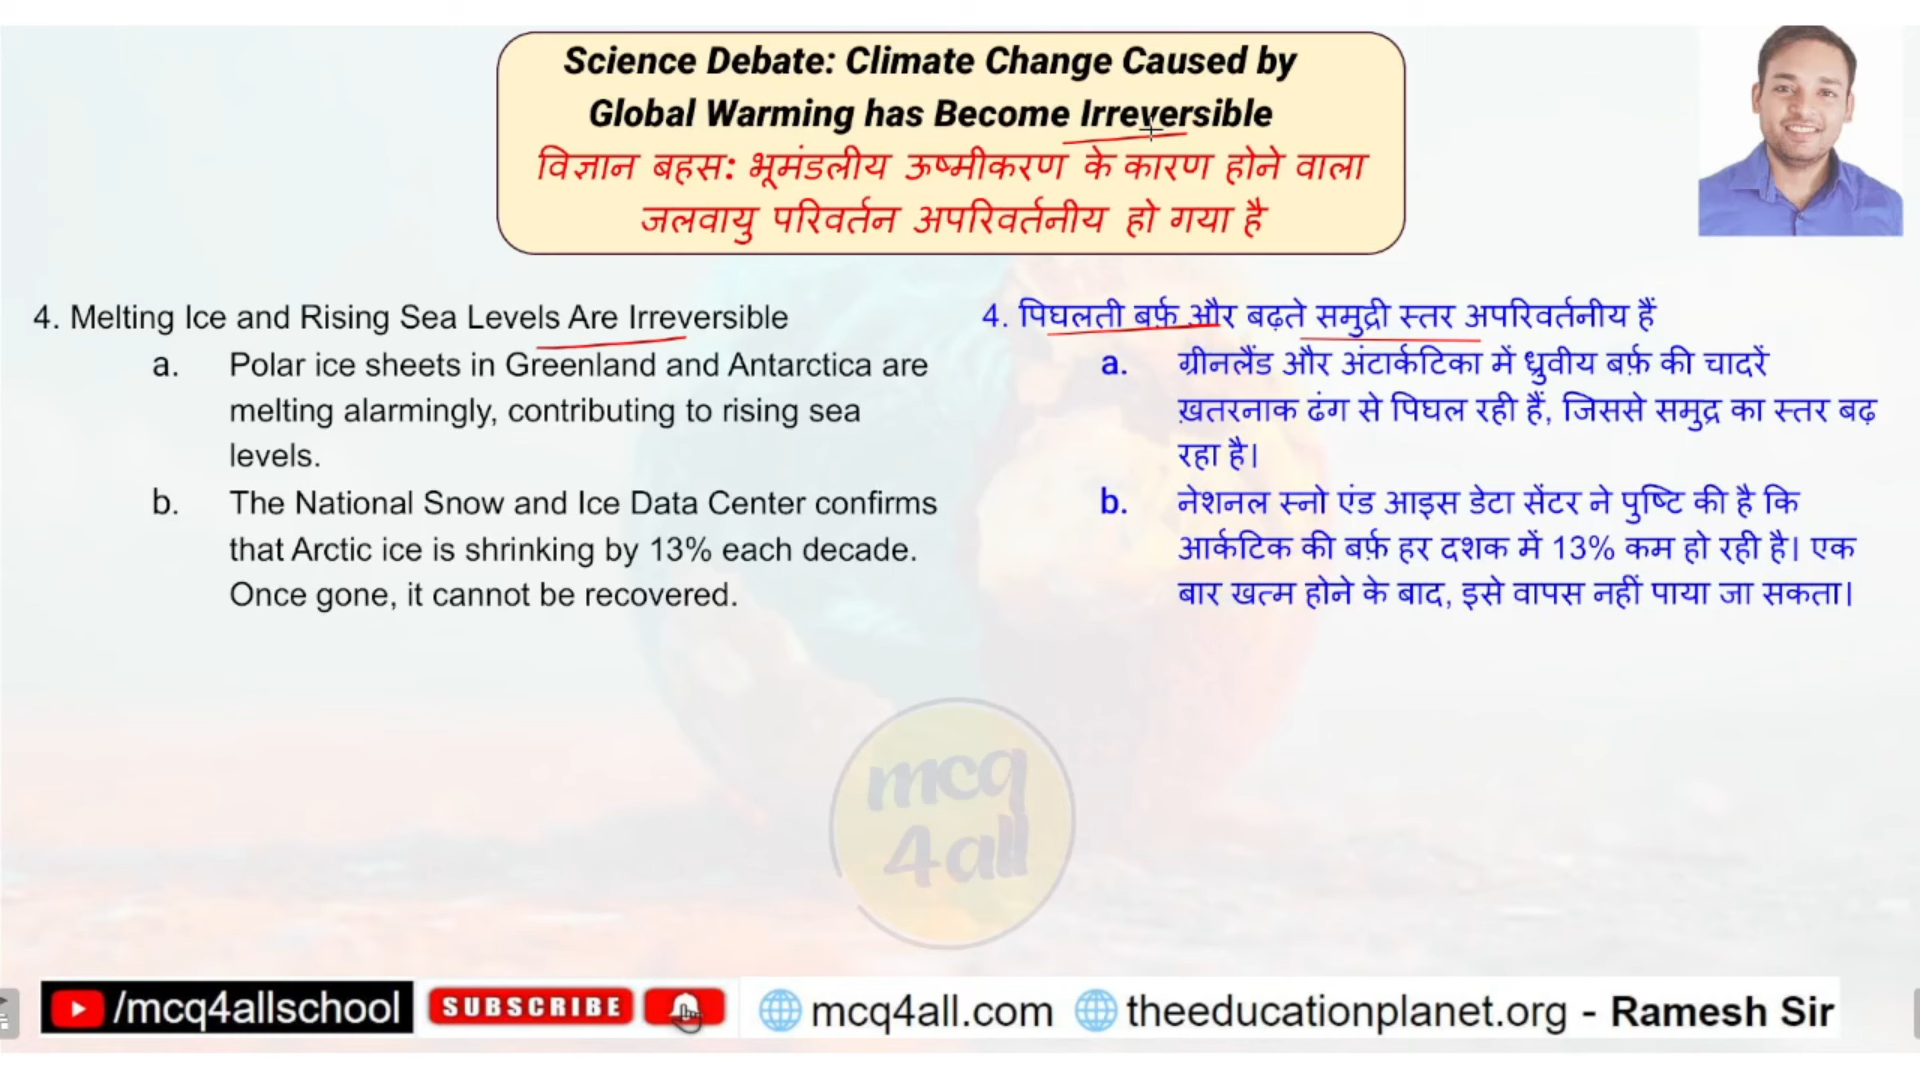 Science Debate: Climate Change Caused by
Global Warming has Become Irreversible
विज्ञान बहस: भूमंडलीय ऊष्मीकरण के कारण होने वाला
जलवायु परिवर्तन अपरिवर्तनीय हो गया है
4. Melting Ice and Rising Sea Levels Are Irreversible
a. Polar ice sheets in Greenland and Antarctica are
melting alarmingly, contributing to rising sea
levels.
b. The National Snow and Ice Data Center confirms
that Arctic ice is shrinking by 13% each decade.
Once gone, it cannot be recovered.
4. पिघलती बर्फ़ और बढ़ते समुद्री स्तर अपरिवर्तनीय हैं
a. ग्रीनलैंड और अंटार्कटिका में ध्रुवीय बर्फ़ की चादरें
ख़तरनाक ढंग से पिघल रही हैं, जिससे समुद्र का स्तर बढ़
रहा है।
b. नेशनल स्नो एंड आइस डेटा सेंटर ने पुष्टि की है कि
आर्कटिक की बर्फ़ हर दशक में 13% कम हो रही है। एक
बार खत्म होने के बाद, इसे वापस नहीं पाया जा सकता।
mcq
4all
/mcq4allschool SUBSCRIBE mcq4all.com theeducationplanet.org - Ramesh Sir